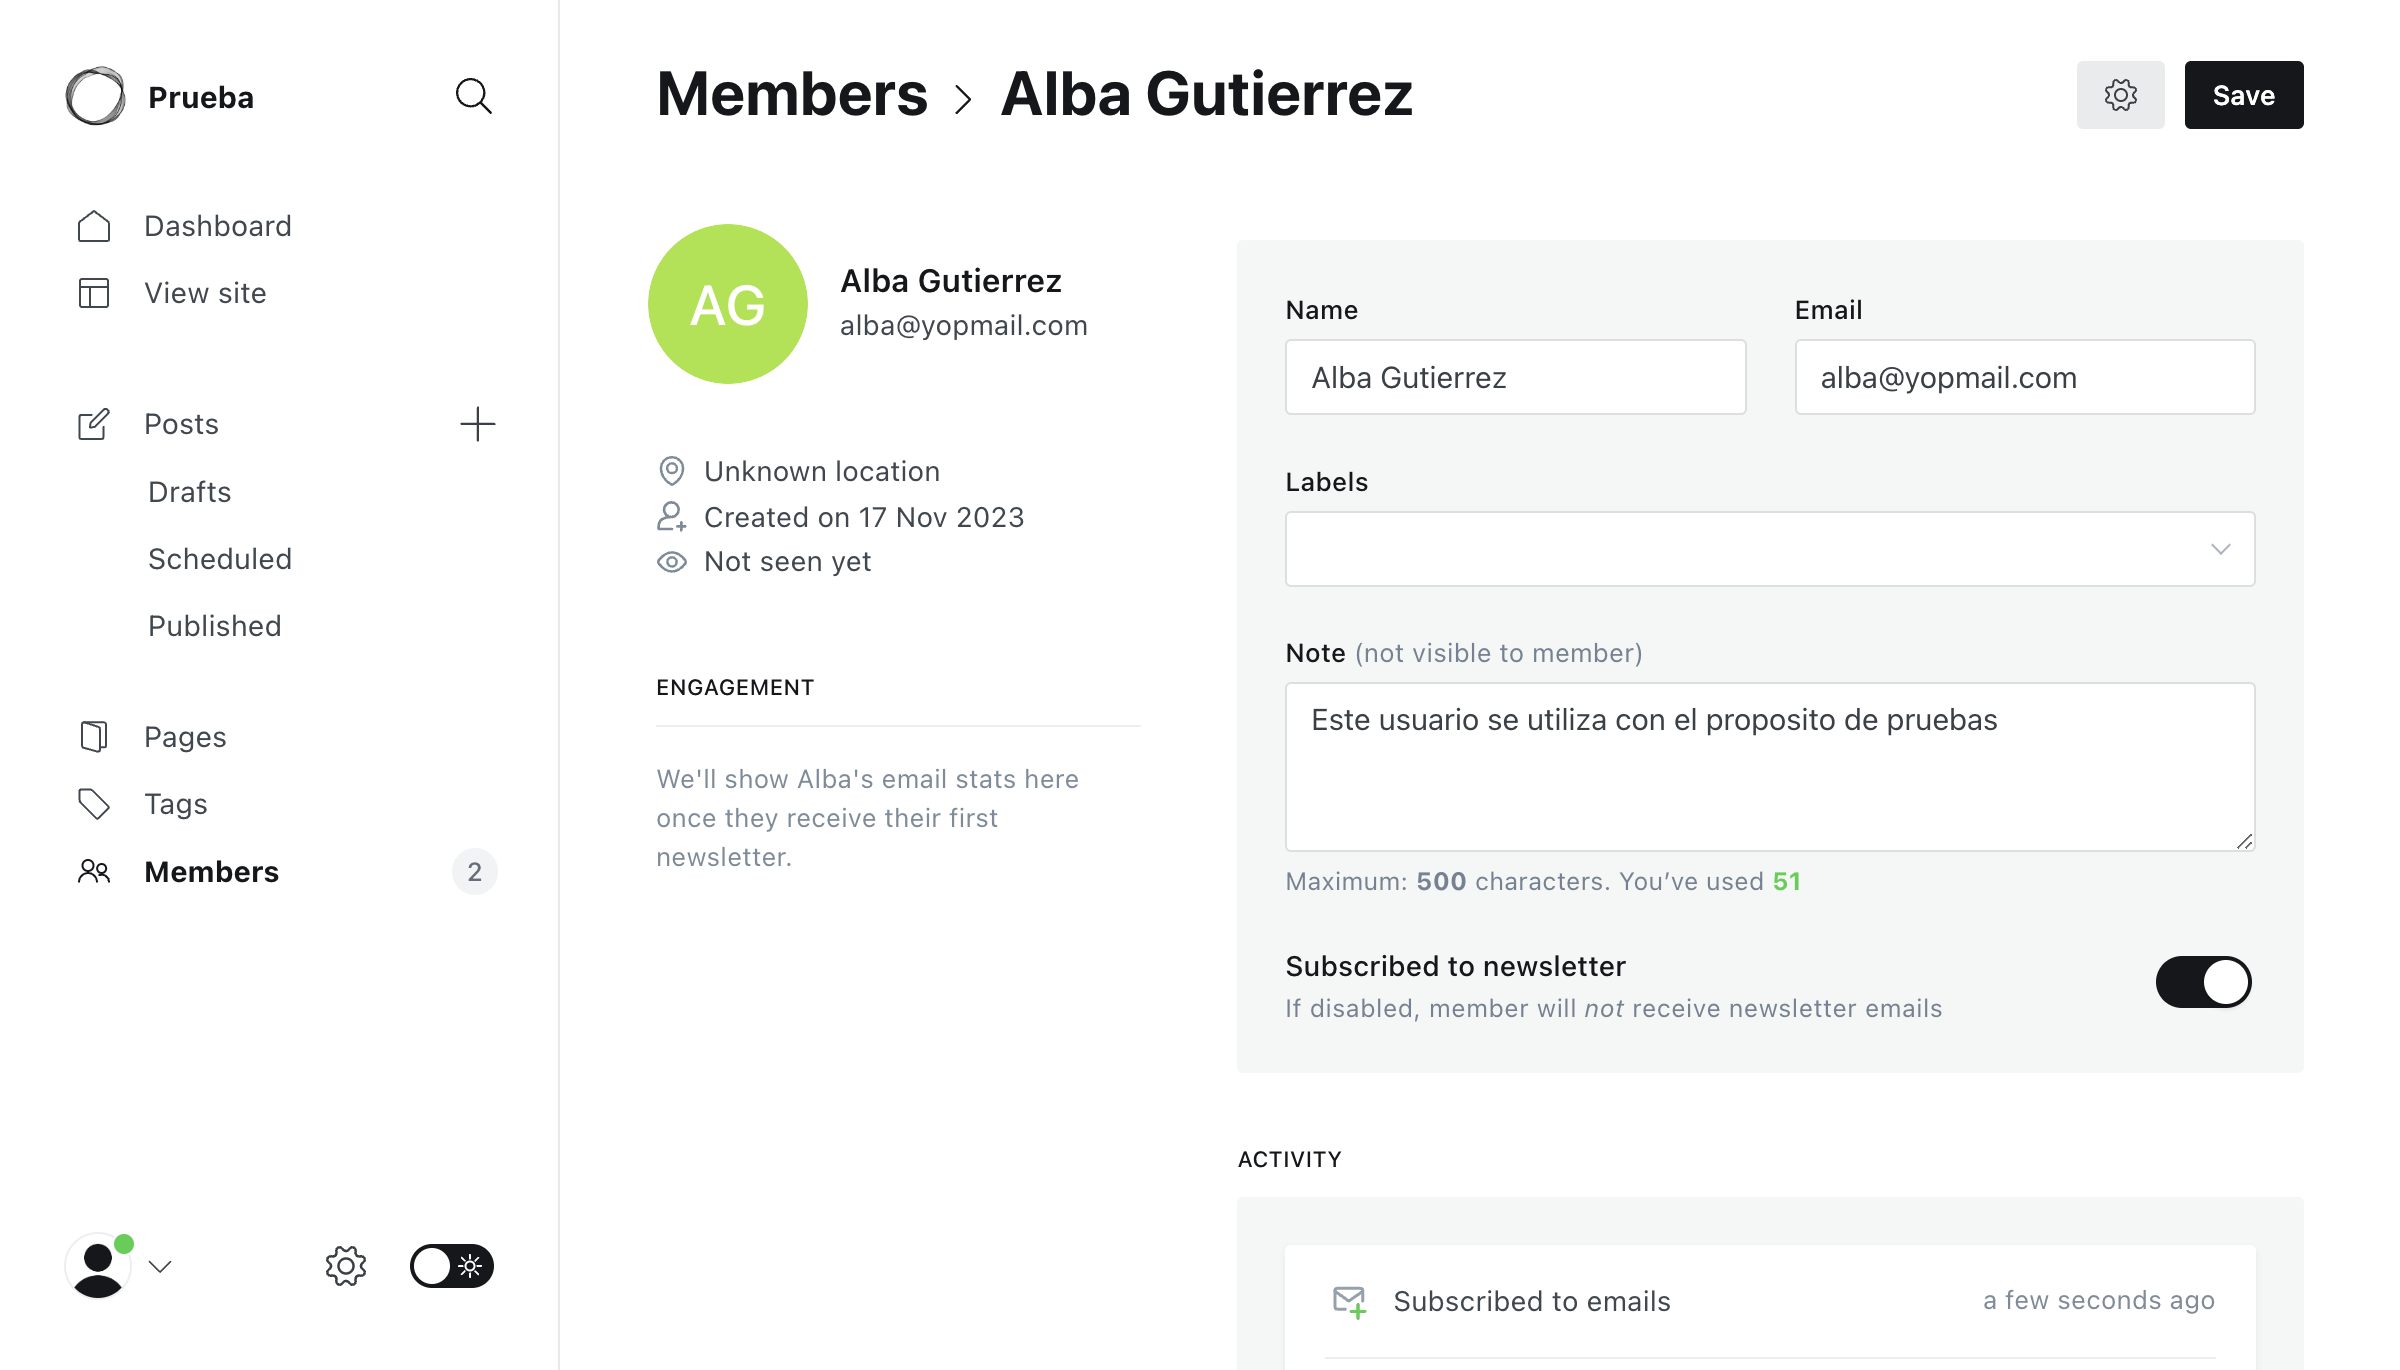 Prueba
Dashboard
View site
Posts
Drafts
Scheduled
Published
Pages
Tags
Members 2
Members > Alba Gutierrez
Save
AG
Alba Gutierrez
alba@yopmail.com
Unknown location
Created on 17 Nov 2023
Not seen yet
ENGAGEMENT
We'll show Alba's email stats here
once they receive their first
newsletter.
Name
Alba Gutierrez
Email
alba@yopmail.com
Labels
Note (not visible to member)
Este usuario se utiliza con el proposito de pruebas
Maximum: 500 characters. You’ve used 51
Subscribed to newsletter
If disabled, member will not receive newsletter emails
ACTIVITY
Subscribed to emails a few seconds ago